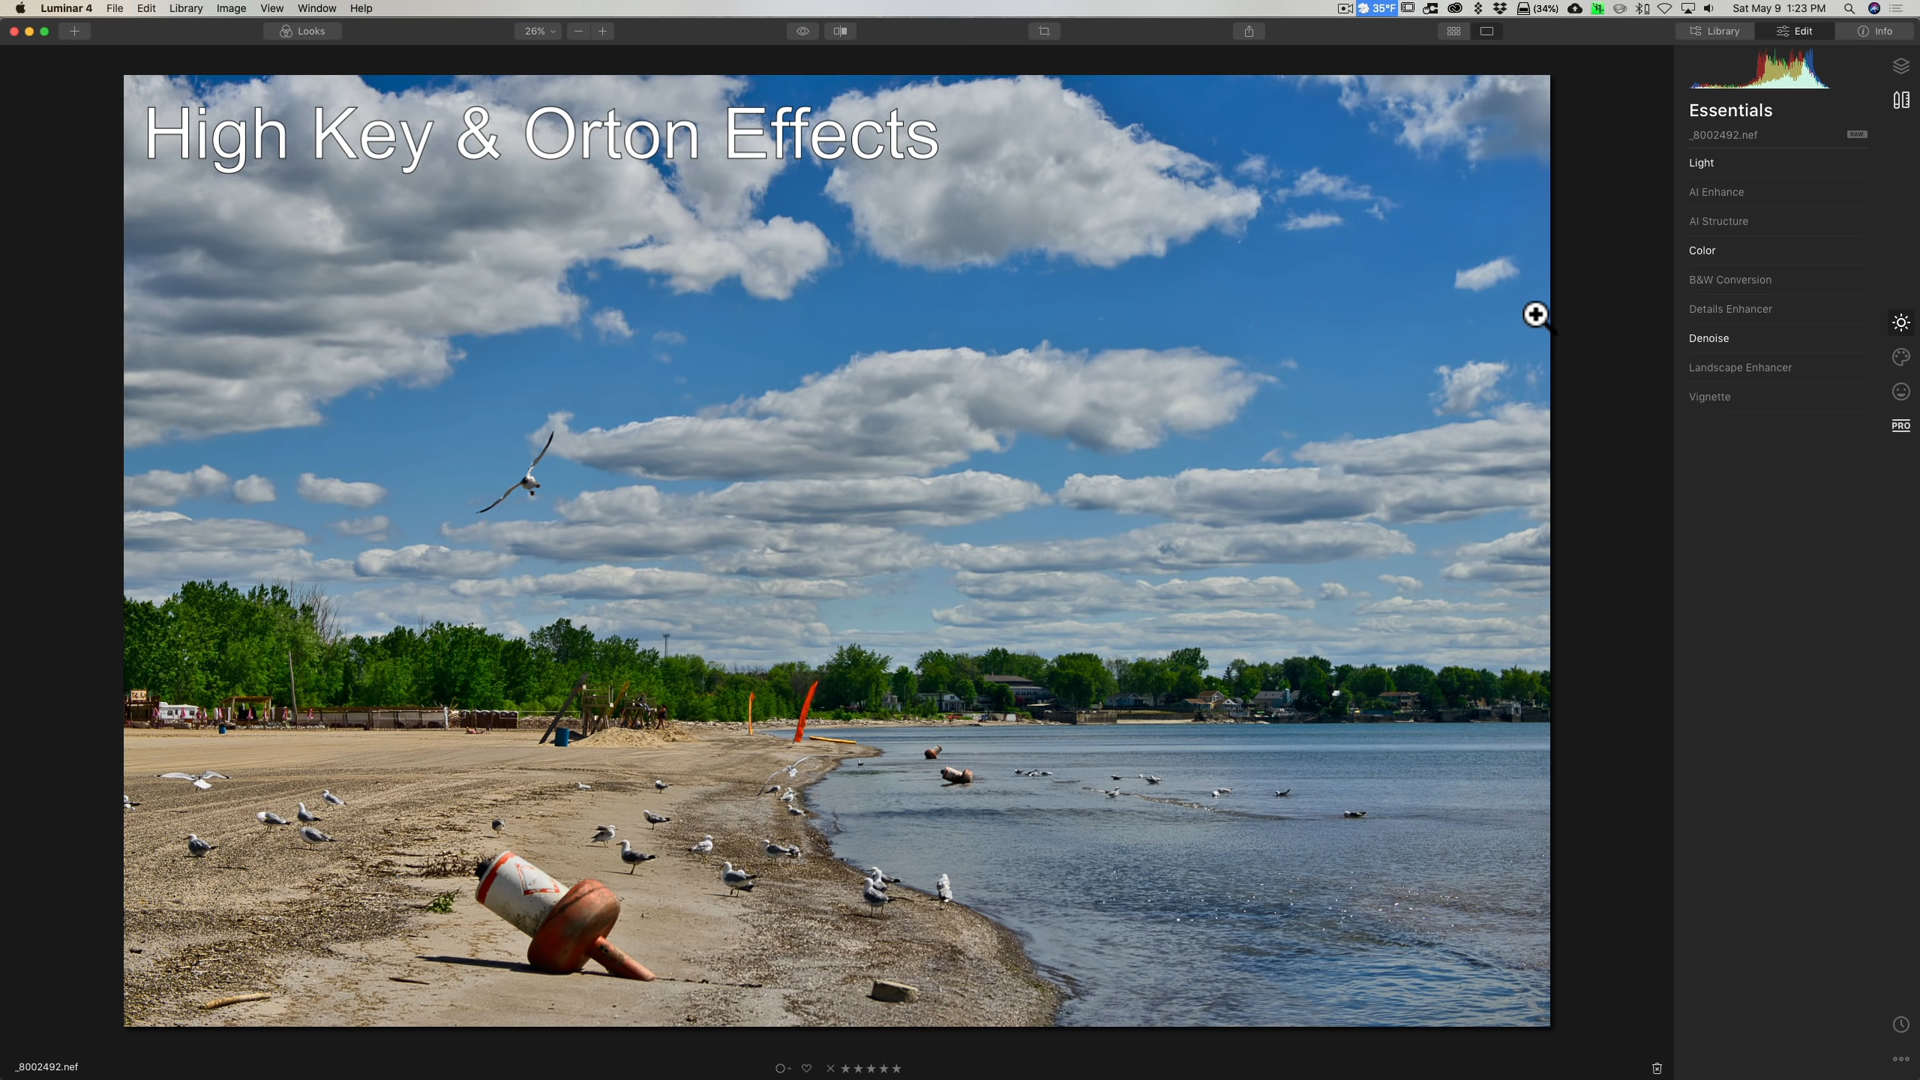 Luminar 4 File Edit Library Image View Window Help
35°F (34%) Sat May 9 1:23 PM
Looks 26% Library Edit Info
High Key & Orton Effects
Essentials
_8002492.nef RAW
Light
AI Enhance
AI Structure
Color
B&W Conversion
Details Enhancer
Denoise
Landscape Enhancer
Vignette
PRO
_8002492.nef